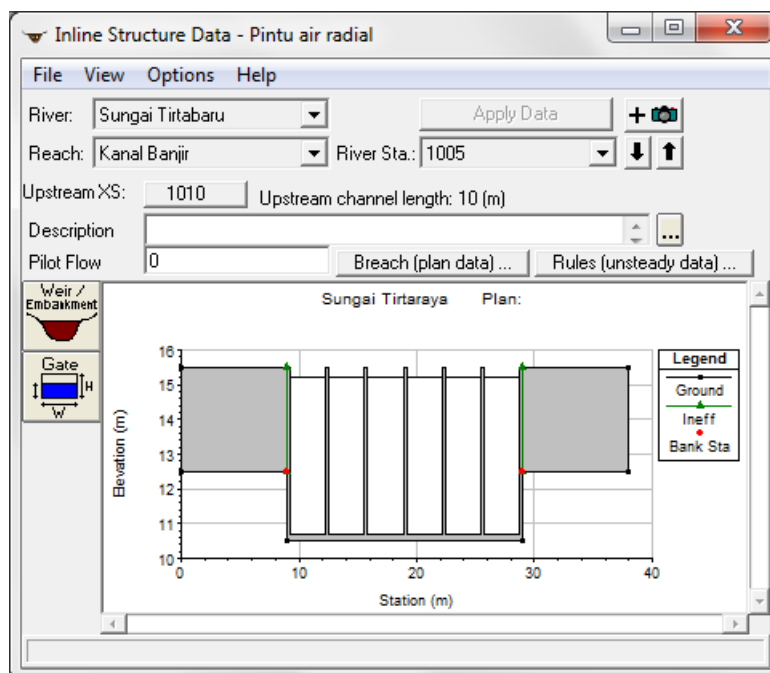 Inline Structure Data - Pintu air radial
File View Options Help
River: Sungai Tirtabaru Apply Data +
Reach: Kanal Banjir River Sta.: 1005
Upstream XS: 1010 Upstream channel length: 10 (m)
Description ...
Pilot Flow 0 Breach (plan data) ... Rules (unsteady data) ...
Weir /
Embankment
Gate
H
W
Sungai Tirtaraya Plan:
Legend
Ground
Ineff
Bank Sta
Elevation (m)
16
15
14
13
12
11
10
0 10 20 30 40
Station (m)